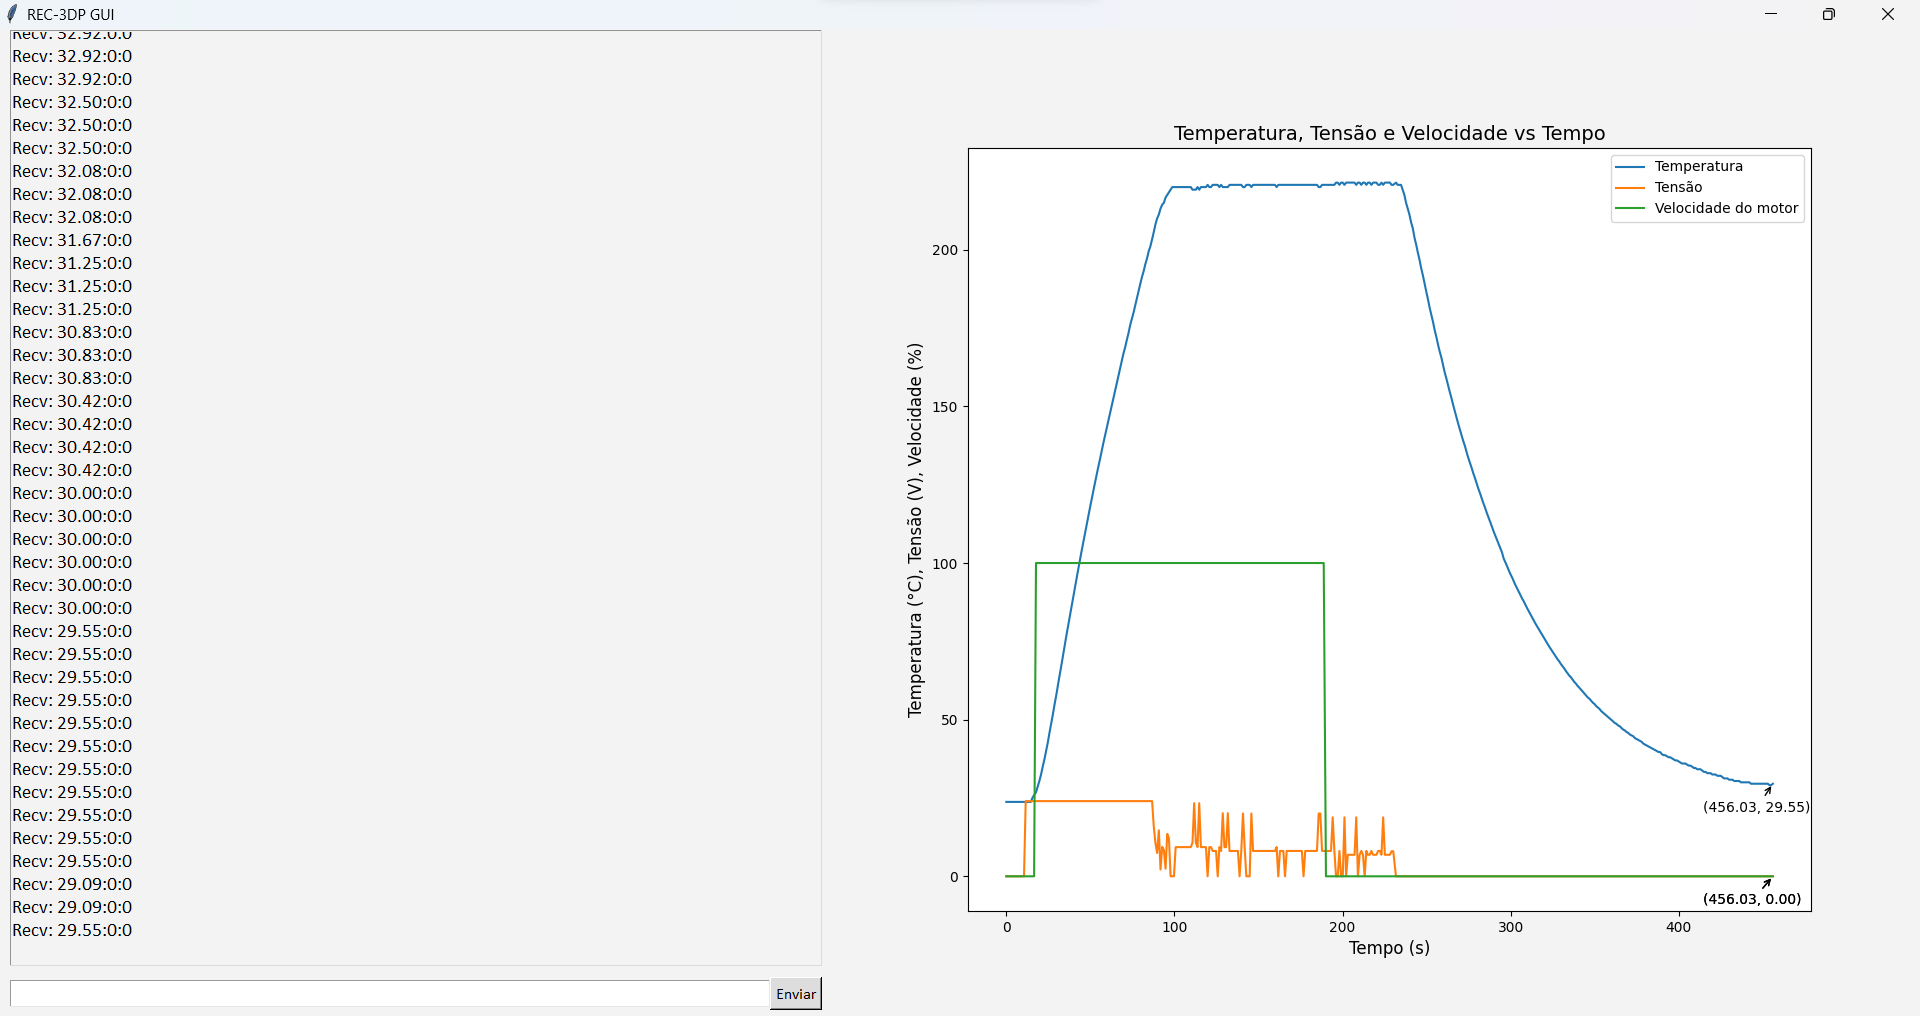 REC-3DP GUI
Recv: 32.92:0:0
Recv: 32.92:0:0
Recv: 32.92:0:0
Recv: 32.50:0:0
Recv: 32.50:0:0
Recv: 32.50:0:0
Recv: 32.08:0:0
Recv: 32.08:0:0
Recv: 32.08:0:0
Recv: 31.67:0:0
Recv: 31.25:0:0
Recv: 31.25:0:0
Recv: 31.25:0:0
Recv: 30.83:0:0
Recv: 30.83:0:0
Recv: 30.83:0:0
Recv: 30.42:0:0
Recv: 30.42:0:0
Recv: 30.42:0:0
Recv: 30.42:0:0
Recv: 30.00:0:0
Recv: 30.00:0:0
Recv: 30.00:0:0
Recv: 30.00:0:0
Recv: 30.00:0:0
Recv: 30.00:0:0
Recv: 29.55:0:0
Recv: 29.55:0:0
Recv: 29.55:0:0
Recv: 29.55:0:0
Recv: 29.55:0:0
Recv: 29.55:0:0
Recv: 29.55:0:0
Recv: 29.55:0:0
Recv: 29.55:0:0
Recv: 29.55:0:0
Recv: 29.55:0:0
Recv: 29.09:0:0
Recv: 29.09:0:0
Recv: 29.55:0:0
Enviar
Temperatura, Tensão e Velocidade vs Tempo
Temperatura
Tensão
Velocidade do motor
Temperatura (°C), Tensão (V), Velocidade (%)
200
150
100
50
0
(456.03, 29.55)
(456.03, 0.00)
0 100 200 300 400
Tempo (s)